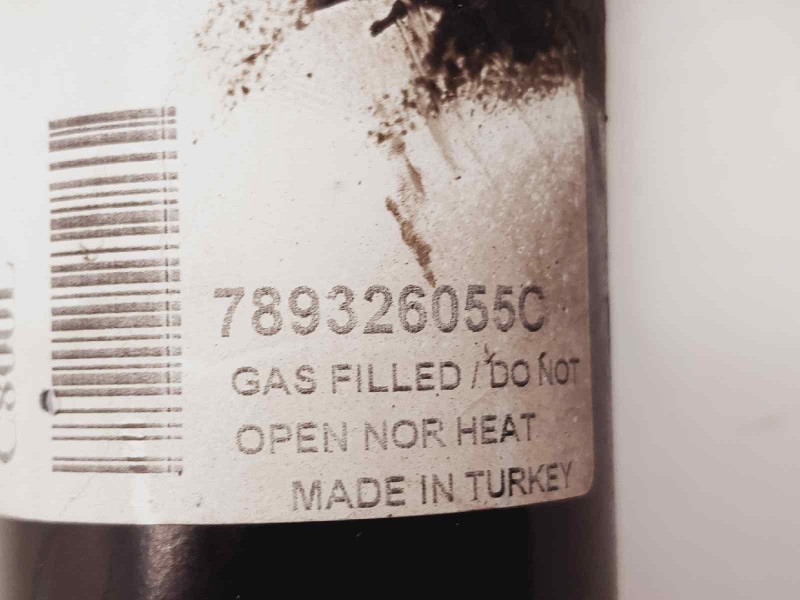 789326055C
GAS FILLED / DO NOT
OPEN NOR HEAT
MADE IN TURKEY